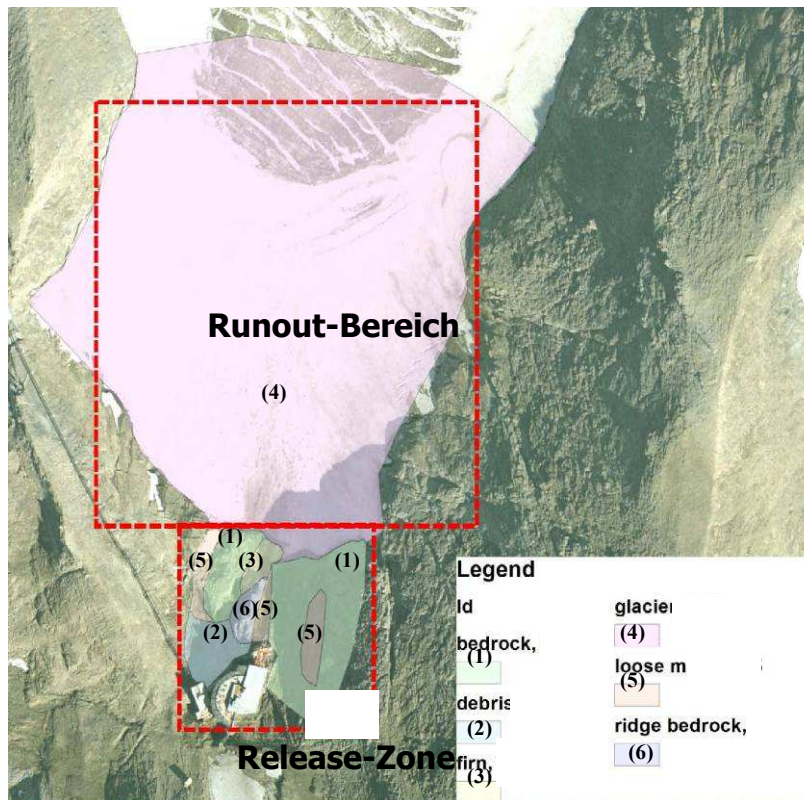 Runout-Bereich
(4)
(1)
(5) (3) (1)
(6) (5)
(2) (5)
Release-Zone
Legend
Id
bedrock,
(1)
debris
(2)
firn,
(3)
glacier
(4)
loose m
(5)
ridge bedrock,
(6)